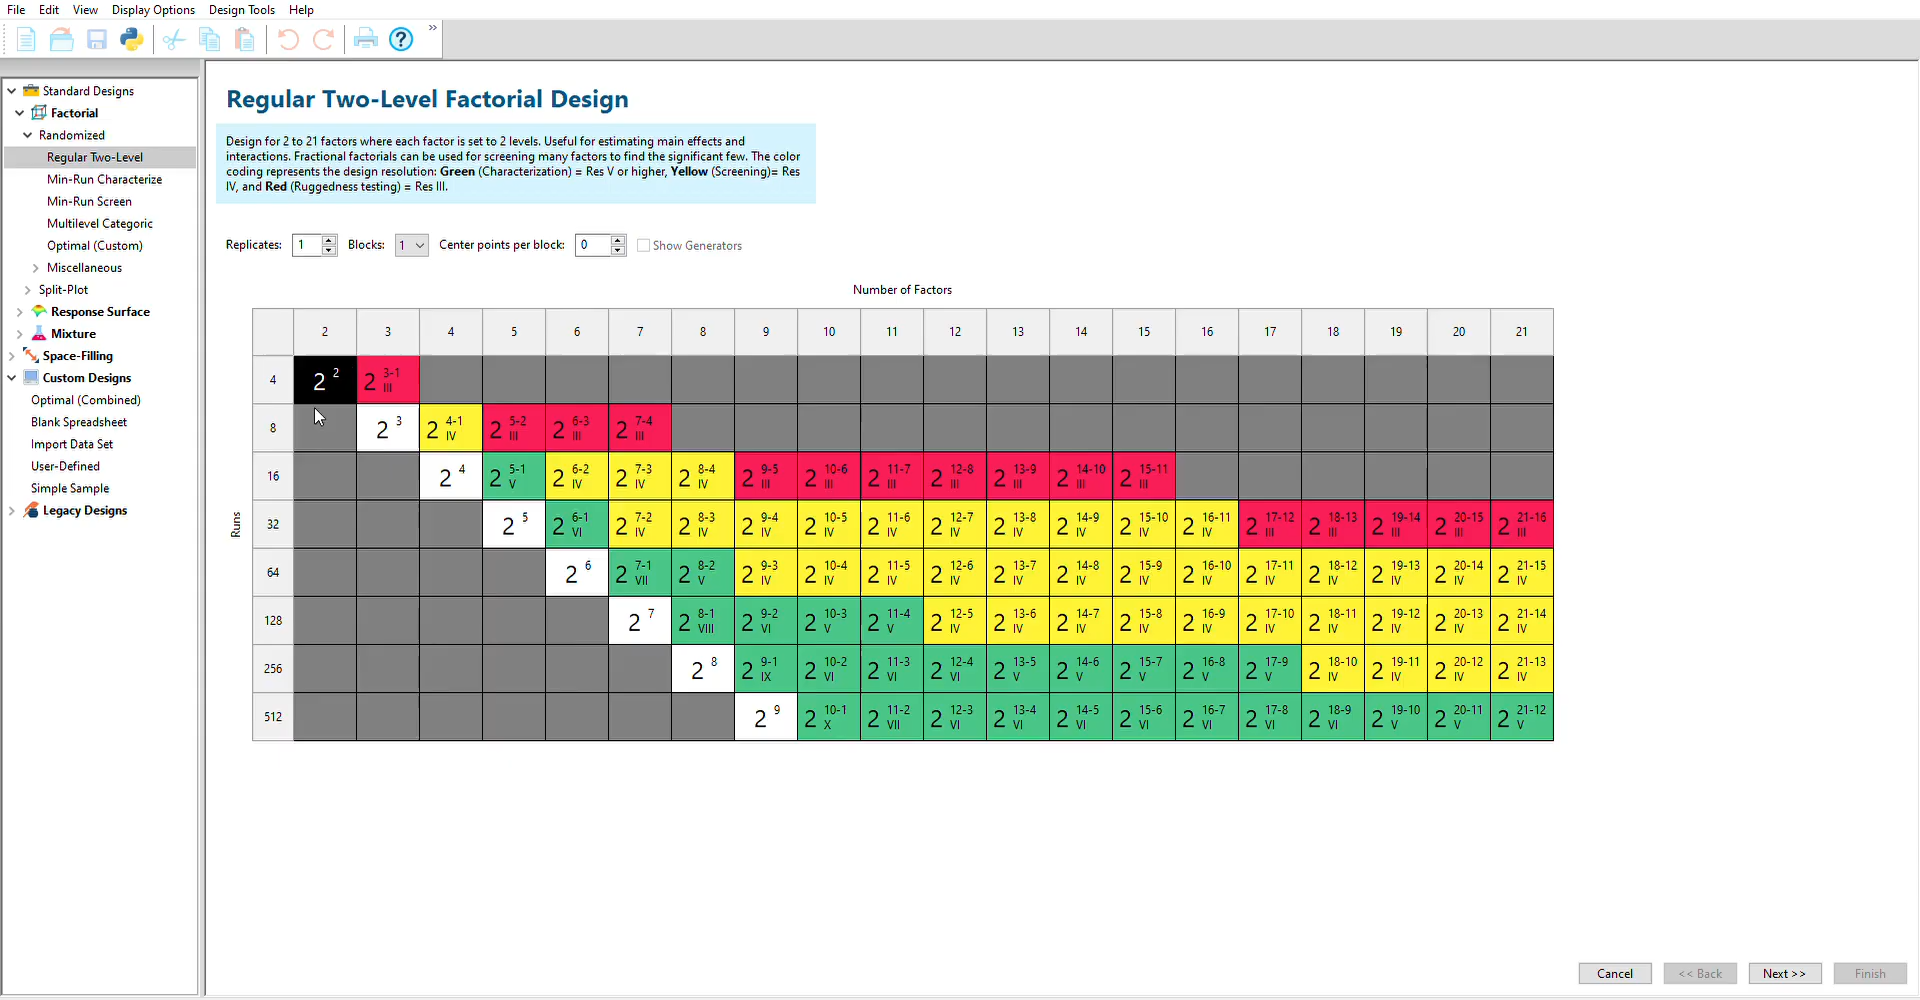 File Edit View Display Options Design Tools Help
»
Standard Designs
Factorial
Randomized
Regular Two-Level
Min-Run Characterize
Min-Run Screen
Multilevel Categoric
Optimal (Custom)
Miscellaneous
Split-Plot
Response Surface
Mixture
Space-Filling
Custom Designs
Optimal (Combined)
Blank Spreadsheet
Import Data Set
User-Defined
Simple Sample
Legacy Designs
Regular Two-Level Factorial Design
Design for 2 to 21 factors where each factor is set to 2 levels. Useful for estimating main effects and
interactions. Fractional factorials can be used for screening many factors to find the significant few. The color
coding represents the design resolution: Green (Characterization) = Res V or higher, Yellow (Screening)= Res
IV, and Red (Ruggedness testing) = Res III.
Replicates: 1 Blocks: 1 Center points per block: 0 Show Generators
Number of Factors
2 3 4 5 6 7 8 9 10 11 12 13 14 15 16 17 18 19 20 21
Runs
4 2 2 2 3-1 III
8 2 3 2 4-1 IV 2 5-2 III 2 6-3 III 2 7-4 III
16 2 4 2 5-1 V 2 6-2 IV 2 7-3 IV 2 8-4 IV 2 9-5 III 2 10-6 III 2 11-7 III 2 12-8 III 2 13-9 III 2 14-10 III 2 15-11 III
32 2 5 2 6-1 VI 2 7-2 IV 2 8-3 IV 2 9-4 IV 2 10-5 IV 2 11-6 IV 2 12-7 IV 2 13-8 IV 2 14-9 IV 2 15-10 IV 2 16-11 IV 2 17-12 III 2 18-13 III 2 19-14 III 2 20-15 III 2 21-16 III
64 2 6 2 7-1 VII 2 8-2 V 2 9-3 IV 2 10-4 IV 2 11-5 IV 2 12-6 IV 2 13-7 IV 2 14-8 IV 2 15-9 IV 2 16-10 IV 2 17-11 IV 2 18-12 IV 2 19-13 IV 2 20-14 IV 2 21-15 IV
128 2 7 2 8-1 VIII 2 9-2 VI 2 10-3 V 2 11-4 V 2 12-5 IV 2 13-6 IV 2 14-7 IV 2 15-8 IV 2 16-9 IV 2 17-10 IV 2 18-11 IV 2 19-12 IV 2 20-13 IV 2 21-14 IV
256 2 8 2 9-1 IX 2 10-2 VI 2 11-3 VI 2 12-4 VI 2 13-5 V 2 14-6 V 2 15-7 V 2 16-8 V 2 17-9 V 2 18-10 IV 2 19-11 IV 2 20-12 IV 2 21-13 IV
512 2 9 2 10-1 X 2 11-2 VII 2 12-3 VI 2 13-4 VI 2 14-5 VI 2 15-6 VI 2 16-7 VI 2 17-8 VI 2 18-9 VI 2 19-10 V 2 20-11 V 2 21-12 V
Cancel << Back Next >> Finish